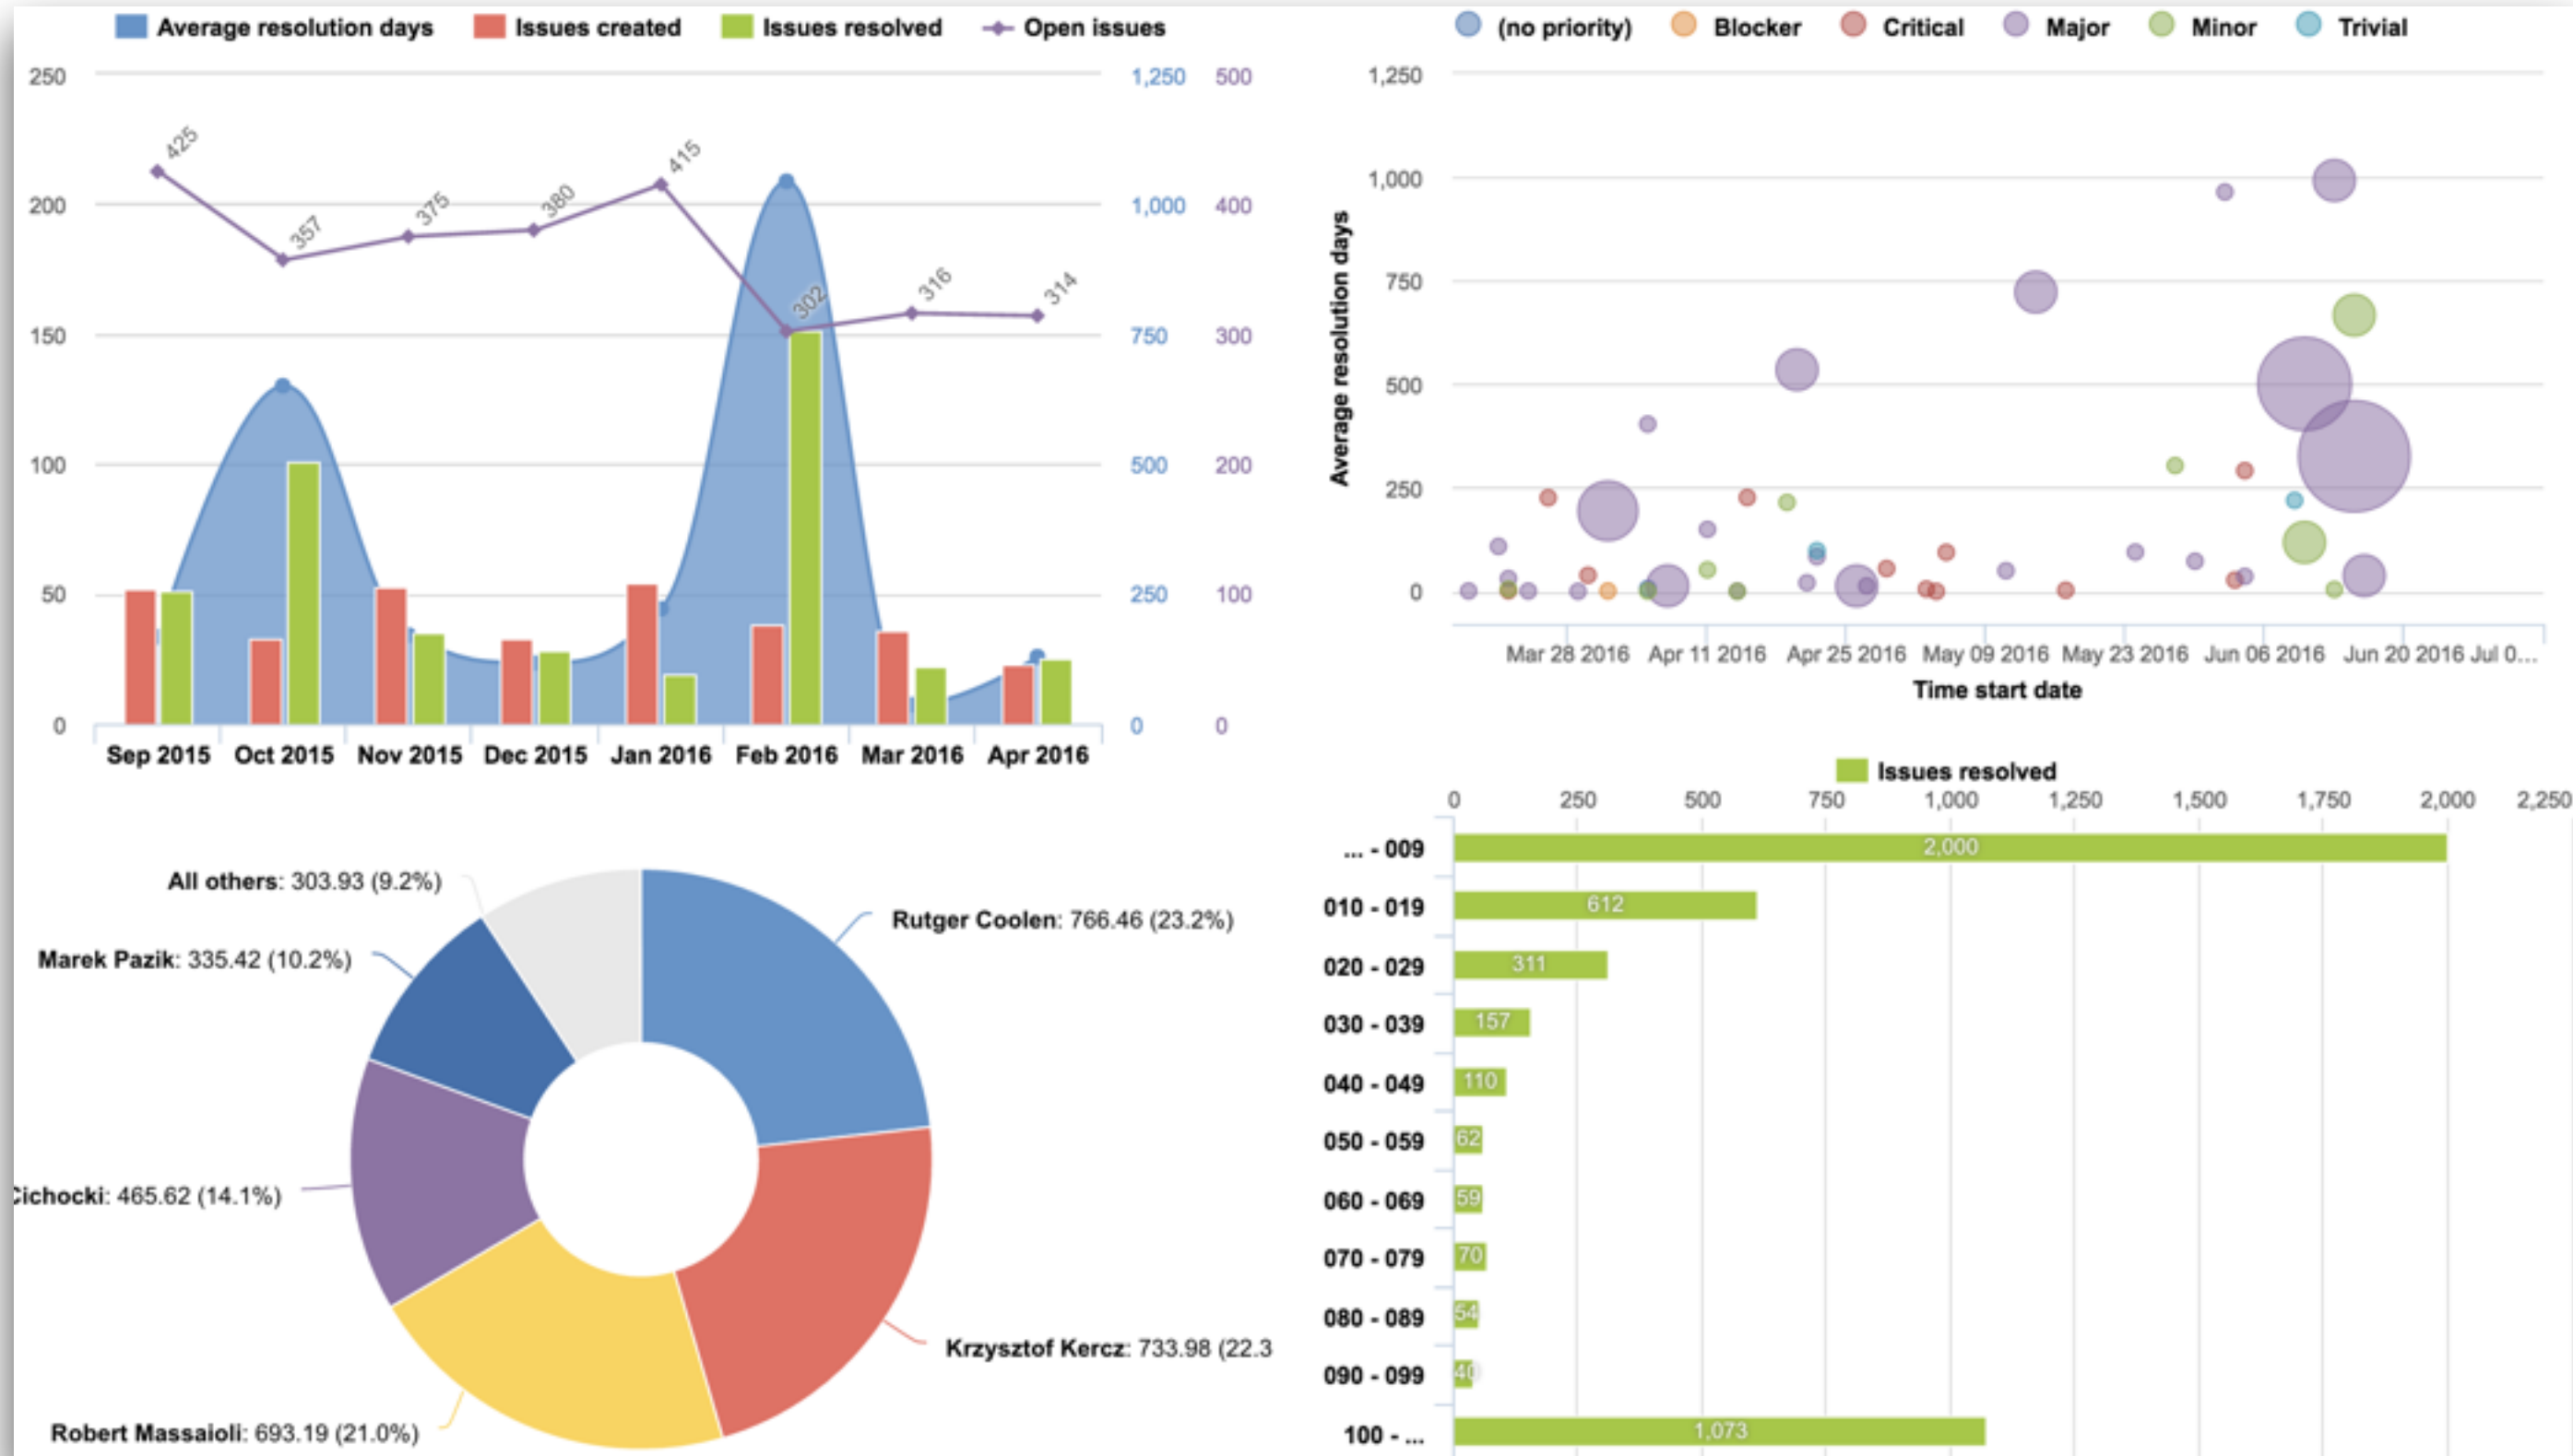 Average resolution days Issues created Issues resolved Open issues
250 1,250 500
200 1,000 400
150 750 300
100 500 200
50 250 100
0 0 0
425
357
375
380
415
302
316
314
Sep 2015 Oct 2015 Nov 2015 Dec 2015 Jan 2016 Feb 2016 Mar 2016 Apr 2016
(no priority) Blocker Critical Major Minor Trivial
Average resolution days
1,250
1,000
750
500
250
0
Mar 28 2016 Apr 11 2016 Apr 25 2016 May 09 2016 May 23 2016 Jun 06 2016 Jun 20 2016 Jul 0...
Time start date
All others: 303.93 (9.2%)
Rutger Coolen: 766.46 (23.2%)
Marek Pazik: 335.42 (10.2%)
Cichocki: 465.62 (14.1%)
Krzysztof Kercz: 733.98 (22.3
Robert Massaioli: 693.19 (21.0%)
Issues resolved
0 250 500 750 1,000 1,250 1,500 1,750 2,000 2,250
... - 009 2,000
010 - 019 612
020 - 029 311
030 - 039 157
040 - 049 110
050 - 059 62
060 - 069 59
070 - 079 70
080 - 089 54
090 - 099 40
100 - ... 1,073